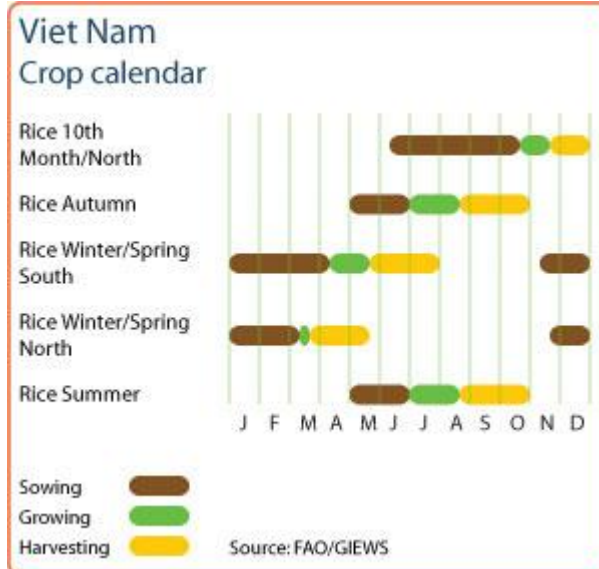 Viet Nam
Crop calendar
Rice 10th
Month/North
Rice Autumn
Rice Winter/Spring
South
Rice Winter/Spring
North
Rice Summer
J F M A M J J A S O N D
Sowing
Growing
Harvesting
Source: FAO/GIEWS